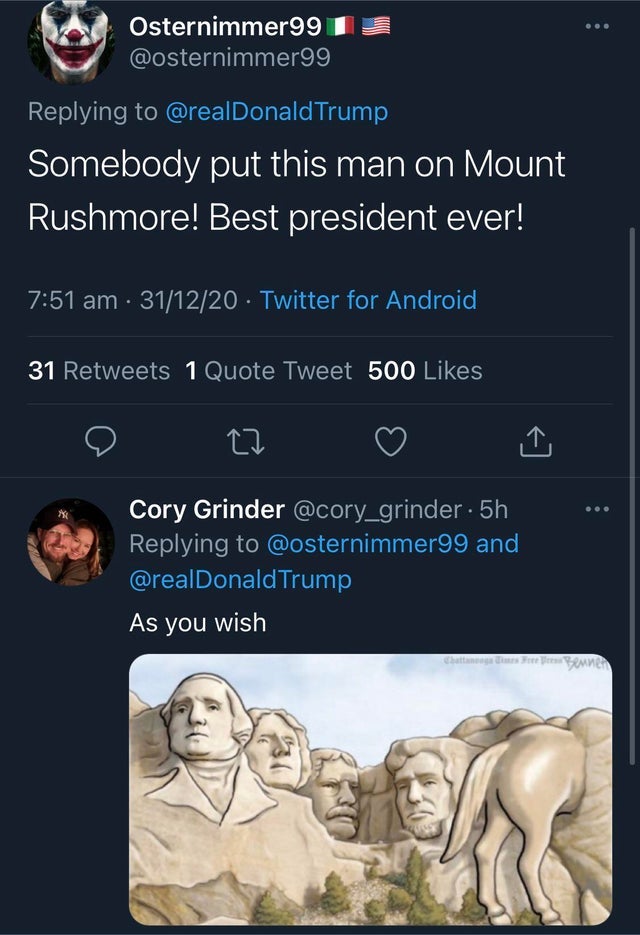 Osternimmer99🇮🇹 🇺🇸
@osternimmer99
Replying to @realDonaldTrump
Somebody put this man on Mount
Rushmore! Best president ever!
7:51 am · 31/12/20 · Twitter for Android
31 Retweets 1 Quote Tweet 500 Likes
Cory Grinder @cory_grinder · 5h
Replying to @osternimmer99 and
@realDonaldTrump
As you wish
Chattanooga Times Free Press Bennett